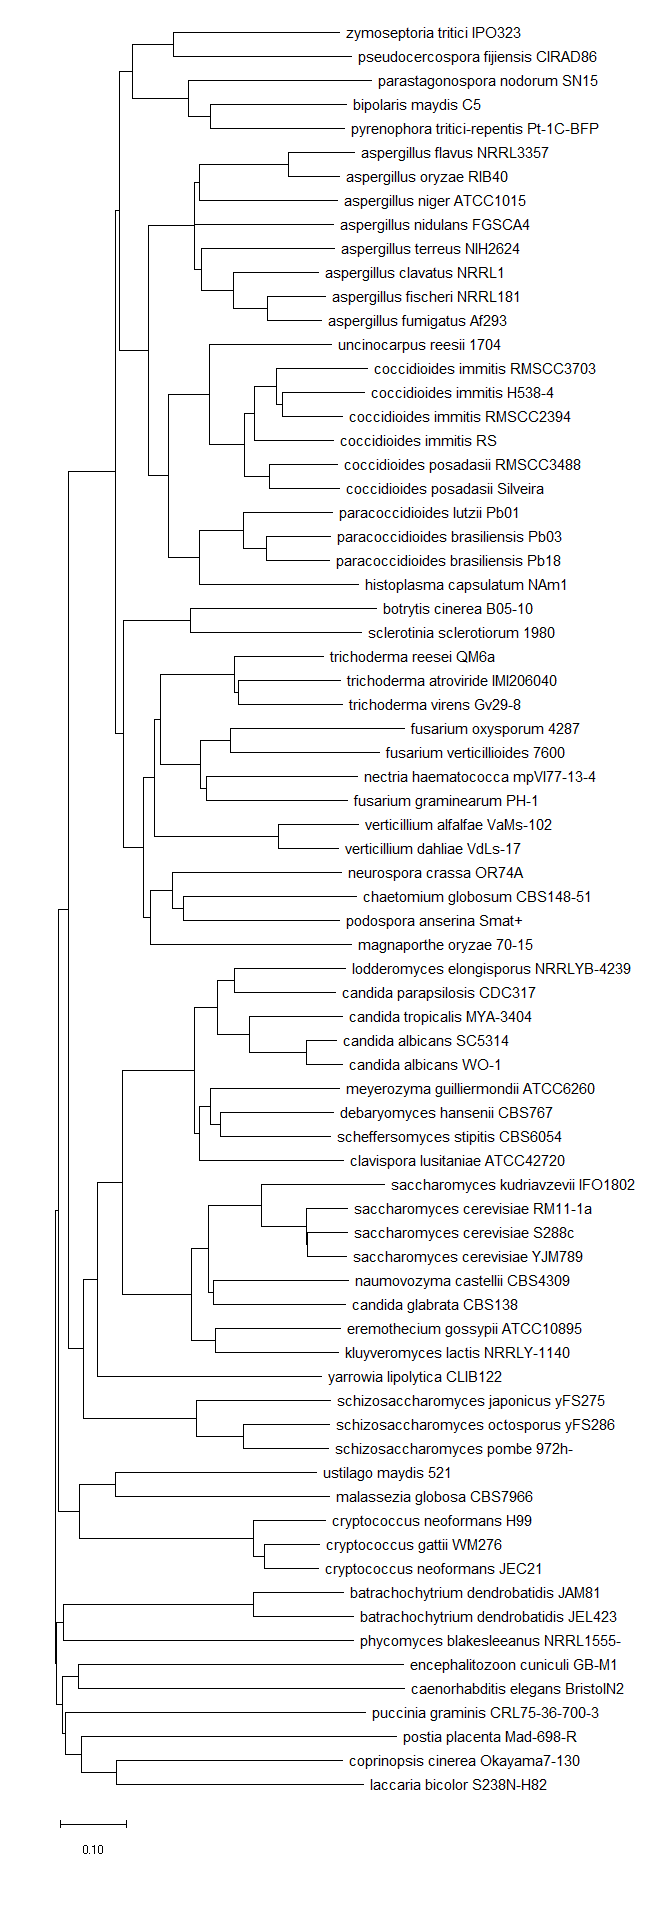 zymoseptoria tritici IPO323
pseudocercospora fijiensis CIRAD86
parastagonospora nodorum SN15
bipolaris maydis C5
pyrenophora tritici-repentis Pt-1C-BFP
aspergillus flavus NRRL3357
aspergillus oryzae RIB40
aspergillus niger ATCC1015
aspergillus nidulans FGSCA4
aspergillus terreus NIH2624
aspergillus clavatus NRRL1
aspergillus fischeri NRRL181
aspergillus fumigatus Af293
uncinocarpus reesii 1704
coccidioides immitis RMSCC3703
coccidioides immitis H538-4
coccidioides immitis RMSCC2394
coccidioides immitis RS
coccidioides posadasii RMSCC3488
coccidioides posadasii Silveira
paracoccidioides lutzii Pb01
paracoccidioides brasiliensis Pb03
paracoccidioides brasiliensis Pb18
histoplasma capsulatum NAm1
botrytis cinerea B05-10
sclerotinia sclerotiorum 1980
trichoderma reesei QM6a
trichoderma atroviride IMI206040
trichoderma virens Gv29-8
fusarium oxysporum 4287
fusarium verticillioides 7600
nectria haematococca mpVI77-13-4
fusarium graminearum PH-1
verticillium alfalfae VaMs-102
verticillium dahliae VdLs-17
neurospora crassa OR74A
chaetomium globosum CBS148-51
podospora anserina Smat+
magnaporthe oryzae 70-15
lodderomyces elongisporus NRRLYB-4239
candida parapsilosis CDC317
candida tropicalis MYA-3404
candida albicans SC5314
candida albicans WO-1
meyerozyma guilliermondii ATCC6260
debaryomyces hansenii CBS767
scheffersomyces stipitis CBS6054
clavispora lusitaniae ATCC42720
saccharomyces kudriavzevii IFO1802
saccharomyces cerevisiae RM11-1a
saccharomyces cerevisiae S288c
saccharomyces cerevisiae YJM789
naumovozyma castellii CBS4309
candida glabrata CBS138
eremothecium gossypii ATCC10895
kluyveromyces lactis NRRLY-1140
yarrowia lipolytica CLIB122
schizosaccharomyces japonicus yFS275
schizosaccharomyces octosporus yFS286
schizosaccharomyces pombe 972h-
ustilago maydis 521
malassezia globosa CBS7966
cryptococcus neoformans H99
cryptococcus gattii WM276
cryptococcus neoformans JEC21
batrachochytrium dendrobatidis JAM81
batrachochytrium dendrobatidis JEL423
phycomyces blakesleeanus NRRL1555-
encephalitozoon cuniculi GB-M1
caenorhabditis elegans BristolN2
puccinia graminis CRL75-36-700-3
postia placenta Mad-698-R
coprinopsis cinerea Okayama7-130
laccaria bicolor S238N-H82
0.10